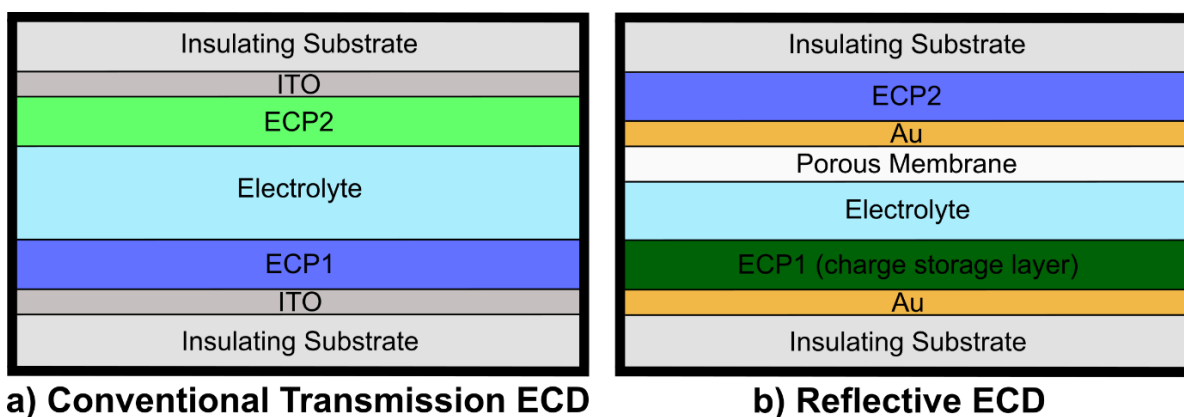 Insulating Substrate
ITO
ECP2
Electrolyte
ECP1
ITO
Insulating Substrate
a) Conventional Transmission ECD
Insulating Substrate
ECP2
Au
Porous Membrane
Electrolyte
ECP1 (charge storage layer)
Au
Insulating Substrate
b) Reflective ECD